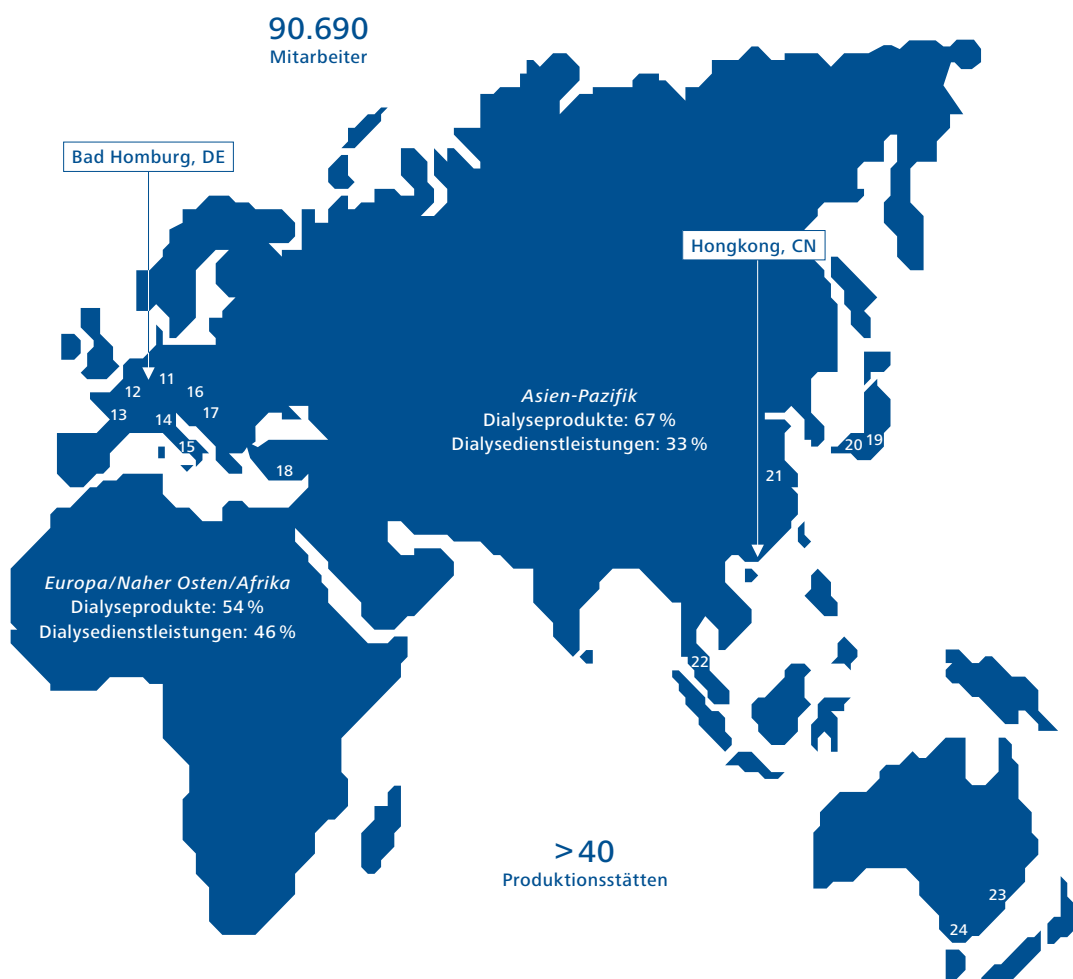 90.690
Mitarbeiter
Bad Homburg, DE
Hongkong, CN
11
12
16
13
14
17
15
18
Asien-Pazifik
Dialyseprodukte: 67 %
Dialysedienstleistungen: 33 %
20
19
21
Europa/Naher Osten/Afrika
Dialyseprodukte: 54 %
Dialysedienstleistungen: 46 %
22
> 40
Produktionsstätten
23
24